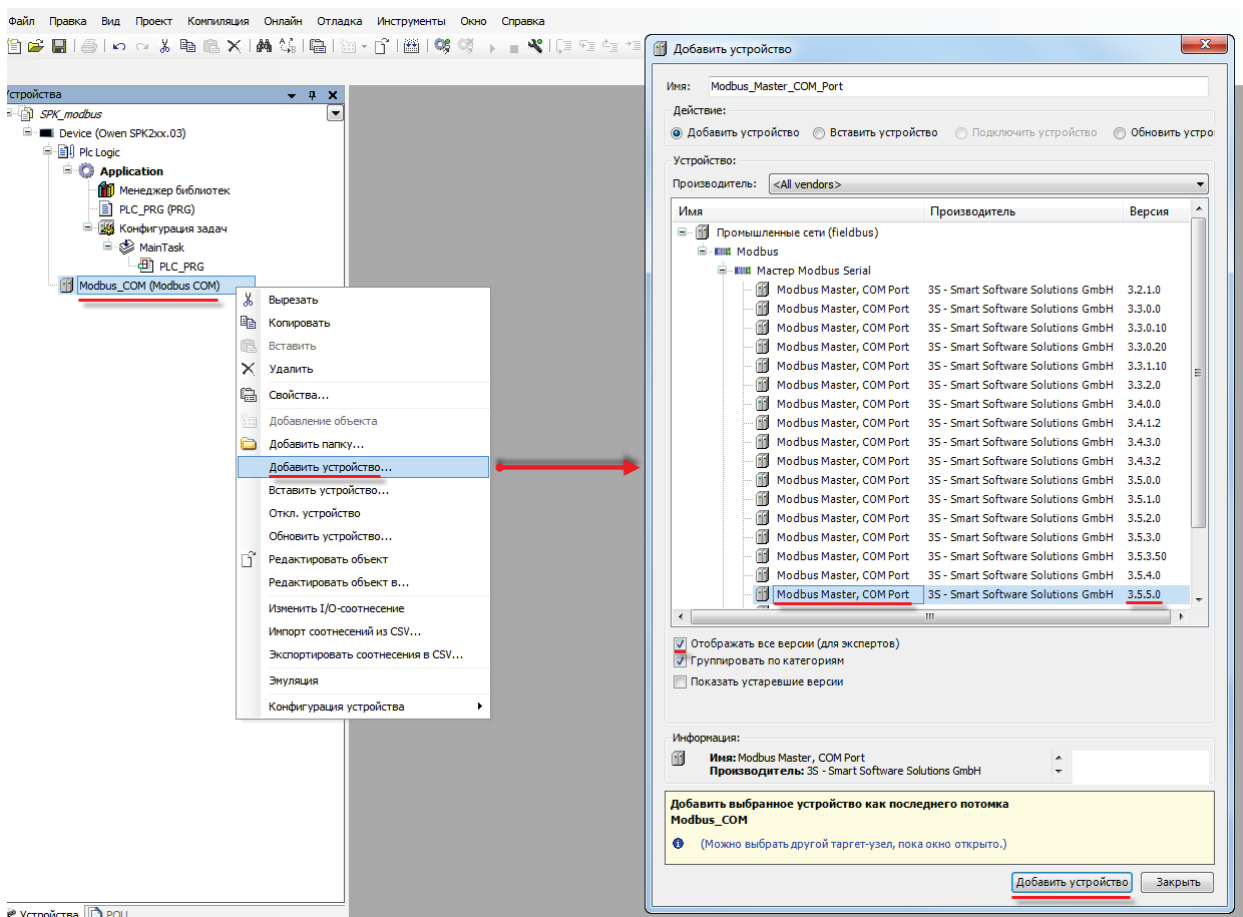 Файл Правка Вид Проект Компиляция Онлайн Отладка Инструменты Окно Справка
Устройства
SPK_modbus
Device (Owen SPK2xx.03)
Plc Logic
Application
Менеджер библиотек
PLC_PRG (PRG)
Конфигурация задач
MainTask
PLC_PRG
Modbus_COM (Modbus COM)
Вырезать
Копировать
Вставить
Удалить
Свойства...
Добавление объекта
Добавить папку...
Добавить устройство...
Вставить устройство...
Откл. устройство
Обновить устройство...
Редактировать объект
Редактировать объект в...
Изменить I/O-соотнесение
Импорт соотнесений из CSV...
Экспортировать соотнесения в CSV...
Эмуляция
Конфигурация устройства
Устройства POU
Добавить устройство
Имя: Modbus_Master_COM_Port
Действие:
Добавить устройство Вставить устройство Подключить устройство Обновить устро
Устройство:
Производитель: <All vendors>
Имя Производитель Версия
Промышленные сети (fieldbus)
Modbus
Мастер Modbus Serial
Modbus Master, COM Port 3S - Smart Software Solutions GmbH 3.2.1.0
Modbus Master, COM Port 3S - Smart Software Solutions GmbH 3.3.0.0
Modbus Master, COM Port 3S - Smart Software Solutions GmbH 3.3.0.10
Modbus Master, COM Port 3S - Smart Software Solutions GmbH 3.3.0.20
Modbus Master, COM Port 3S - Smart Software Solutions GmbH 3.3.1.10
Modbus Master, COM Port 3S - Smart Software Solutions GmbH 3.3.2.0
Modbus Master, COM Port 3S - Smart Software Solutions GmbH 3.4.0.0
Modbus Master, COM Port 3S - Smart Software Solutions GmbH 3.4.1.2
Modbus Master, COM Port 3S - Smart Software Solutions GmbH 3.4.3.0
Modbus Master, COM Port 3S - Smart Software Solutions GmbH 3.4.3.2
Modbus Master, COM Port 3S - Smart Software Solutions GmbH 3.5.0.0
Modbus Master, COM Port 3S - Smart Software Solutions GmbH 3.5.1.0
Modbus Master, COM Port 3S - Smart Software Solutions GmbH 3.5.2.0
Modbus Master, COM Port 3S - Smart Software Solutions GmbH 3.5.3.0
Modbus Master, COM Port 3S - Smart Software Solutions GmbH 3.5.3.50
Modbus Master, COM Port 3S - Smart Software Solutions GmbH 3.5.4.0
Modbus Master, COM Port 3S - Smart Software Solutions GmbH 3.5.5.0
Отображать все версии (для экспертов)
Группировать по категориям
Показать устаревшие версии
Информация:
Имя: Modbus Master, COM Port
Производитель: 3S - Smart Software Solutions GmbH
Добавить выбранное устройство как последнего потомка
Modbus_COM
(Можно выбрать другой таргет-узел, пока окно открыто.)
Добавить устройство Закрыть